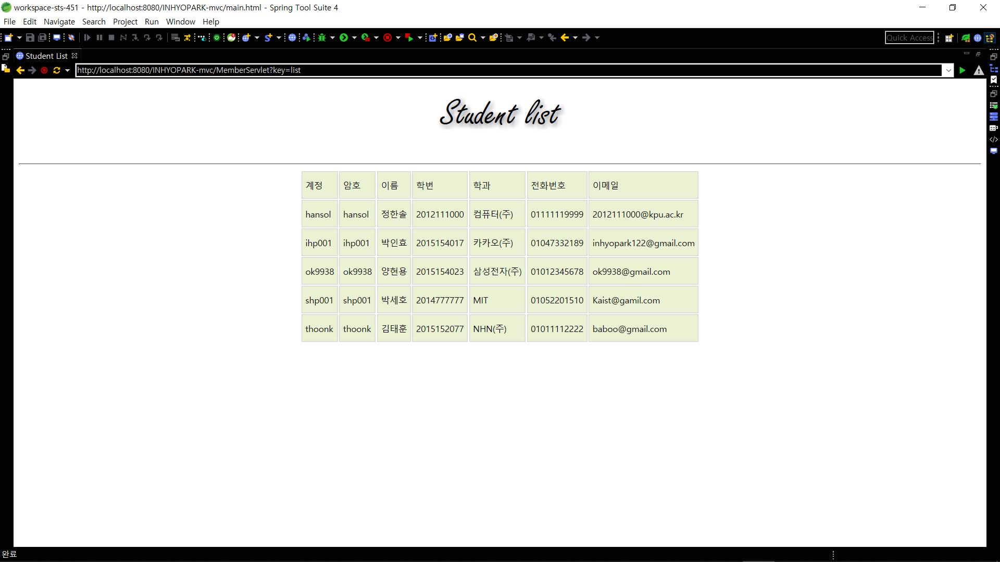 workspace-sts-451 - http://localhost:8080/INHYOPARK-mvc/main.html - Spring Tool Suite 4
File Edit Navigate Search Project Run Window Help
Quick Access
Student List
http://localhost:8080/INHYOPARK-mvc/MemberServlet?key=list
Student list
계정 암호 이름 학번 학과 전화번호 이메일
hansol hansol 정한솔 2012111000 컴퓨터(주) 01111119999 2012111000@kpu.ac.kr
ihp001 ihp001 박인효 2015154017 카카오(주) 01047332189 inhyopark122@gmail.com
ok9938 ok9938 양현용 2015154023 삼성전자(주) 01012345678 ok9938@gmail.com
shp001 shp001 박세호 2014777777 MIT 01052201510 Kaist@gamil.com
thoonk thoonk 김태훈 2015152077 NHN(주) 01011112222 baboo@gmail.com
완료